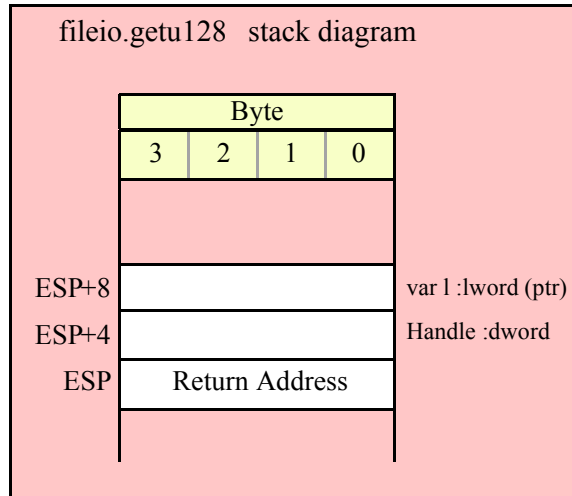 fileio.getu128 stack diagram
Byte
3 2 1 0
ESP+8 var l :lword (ptr)
ESP+4 Handle :dword
ESP Return Address